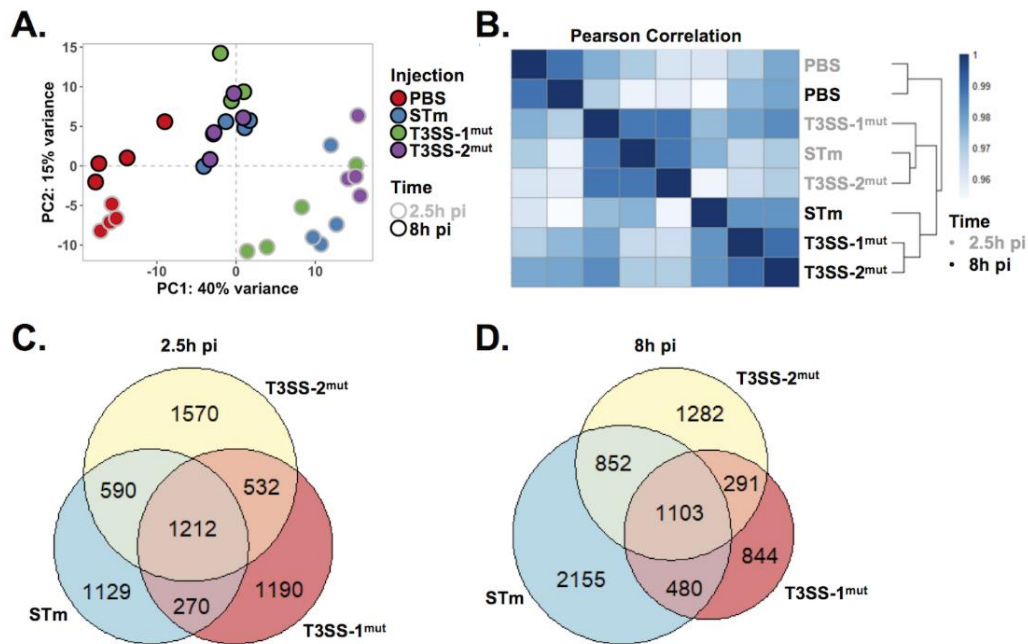 A.
15
10
5
0
-5
-10
-10
0
10
PC2: 15% variance
PC1: 40% variance
Injection
PBS
STm
T3SS-1mut
T3SS-2mut
Time
2.5h pi
8h pi
B.
Pearson Correlation
PBS
PBS
T3SS-1mut
STm
T3SS-2mut
STm
T3SS-1mut
T3SS-2mut
1
0.99
0.98
0.97
0.96
Time
2.5h pi
8h pi
C.
2.5h pi
T3SS-2mut
1570
590
532
1212
1129
270
1190
STm
T3SS-1mut
D.
8h pi
T3SS-2mut
1282
852
291
1103
844
2155
480
STm
T3SS-1mut